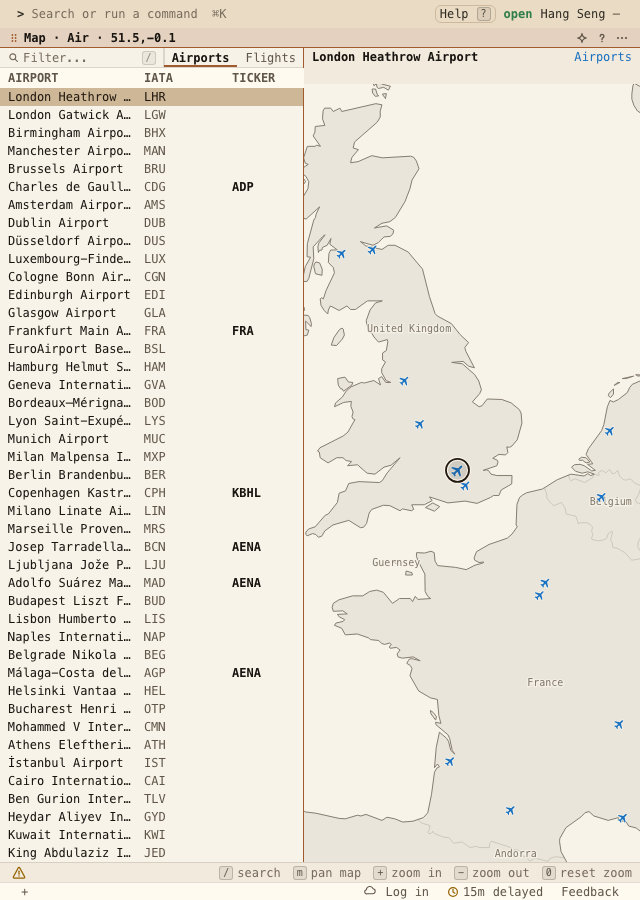 > Search or run a command ⌘K
Help ? open Hang Seng —
Map · Air · 51.5,−0.1
? ···
Filter... /
Airports Flights
London Heathrow Airport
Airports
AIRPORT IATA TICKER
London Heathrow … LHR
London Gatwick A… LGW
Birmingham Airpo… BHX
Manchester Airpo… MAN
Brussels Airport BRU
Charles de Gaull… CDG ADP
Amsterdam Airpor… AMS
Dublin Airport DUB
Düsseldorf Airpo… DUS
Luxembourg−Finde… LUX
Cologne Bonn Air… CGN
Edinburgh Airport EDI
Glasgow Airport GLA
Frankfurt Main A… FRA FRA
EuroAirport Base… BSL
Hamburg Helmut S… HAM
Geneva Internati… GVA
Bordeaux–Mérigna… BOD
Lyon Saint−Exupé… LYS
Munich Airport MUC
Milan Malpensa I… MXP
Berlin Brandenbu… BER
Copenhagen Kastr… CPH KBHL
Milano Linate Ai… LIN
Marseille Proven… MRS
Josep Tarradella… BCN AENA
Ljubljana Jože P… LJU
Adolfo Suárez Ma… MAD AENA
Budapest Liszt F… BUD
Lisbon Humberto … LIS
Naples Internati… NAP
Belgrade Nikola … BEG
Málaga−Costa del… AGP AENA
Helsinki Vantaa … HEL
Bucharest Henri … OTP
Mohammed V Inter… CMN
Athens Eleftheri… ATH
İstanbul Airport IST
Cairo Internatio… CAI
Ben Gurion Inter… TLV
Heydar Aliyev In… GYD
Kuwait Internati… KWI
King Abdulaziz I… JED
United Kingdom
Belgium
Guernsey
France
Andorra
/ search m pan map + zoom in − zoom out 0 reset zoom
+
Log in 15m delayed Feedback